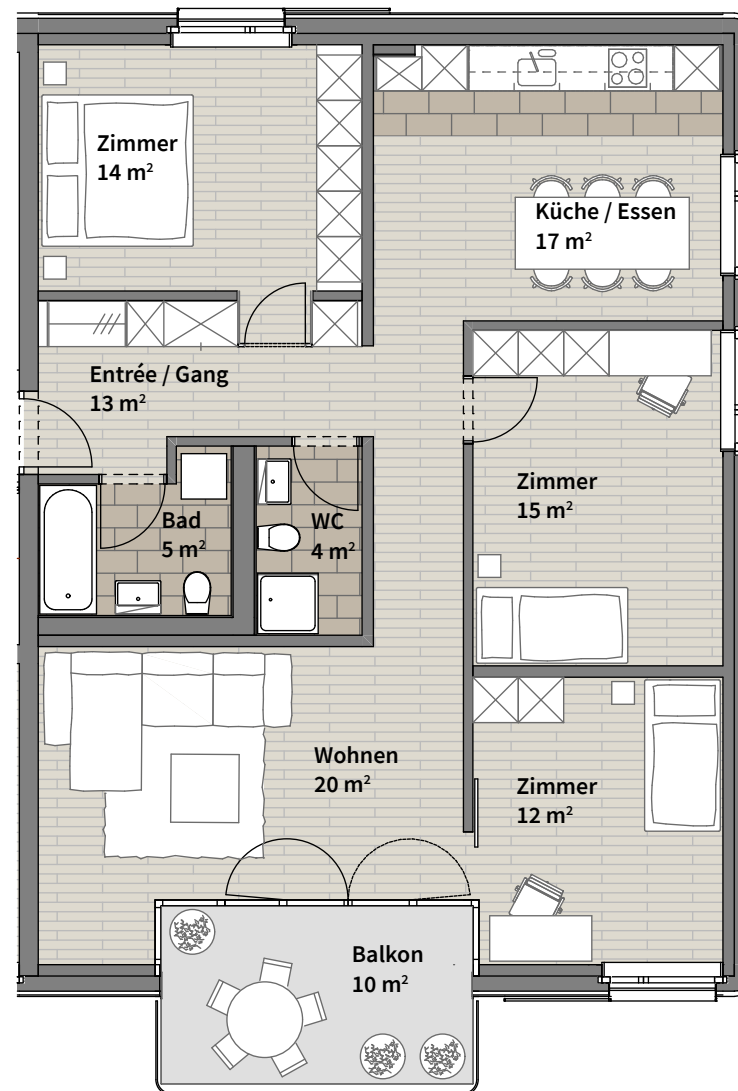 Zimmer
14 m²
Küche / Essen
17 m²
Entrée / Gang
13 m²
Zimmer
15 m²
Bad
5 m²
WC
4 m²
Wohnen
20 m²
Zimmer
12 m²
Balkon
10 m²